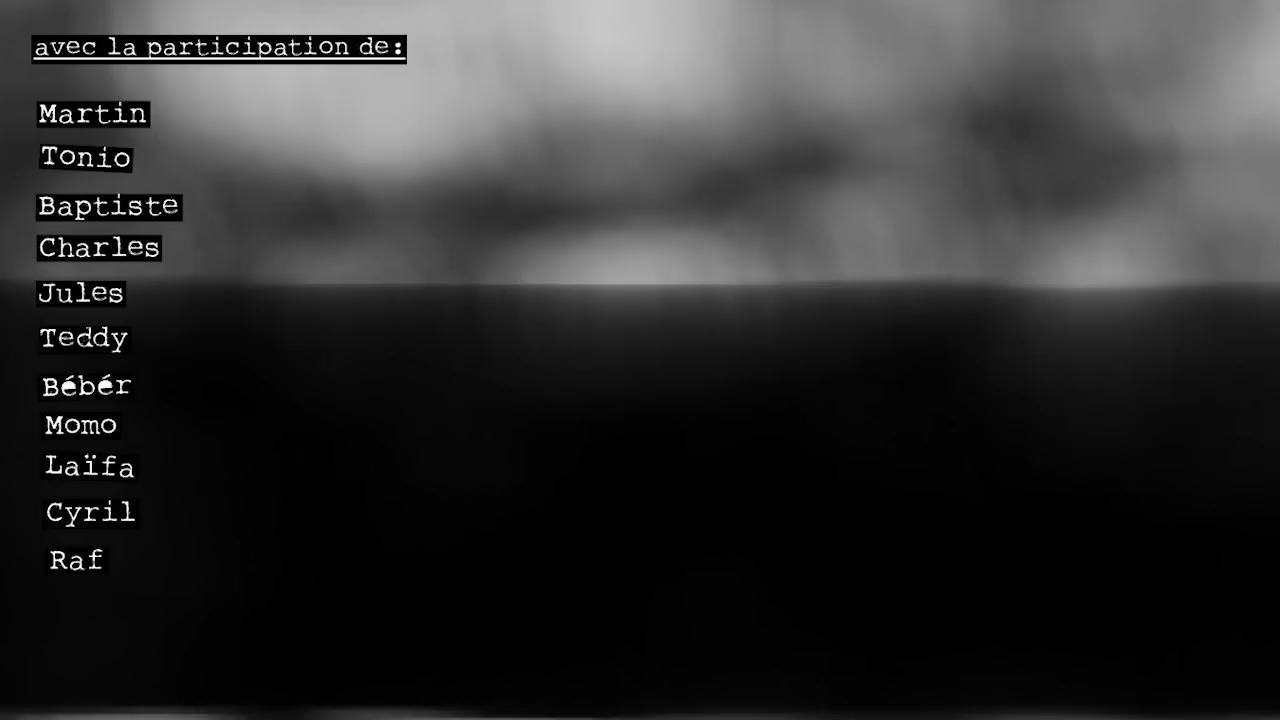 avec la participation de:
Martin
Tonio
Baptiste
Charles
Jules
Teddy
Bébér
Momo
Laïfa
Cyril
Raf